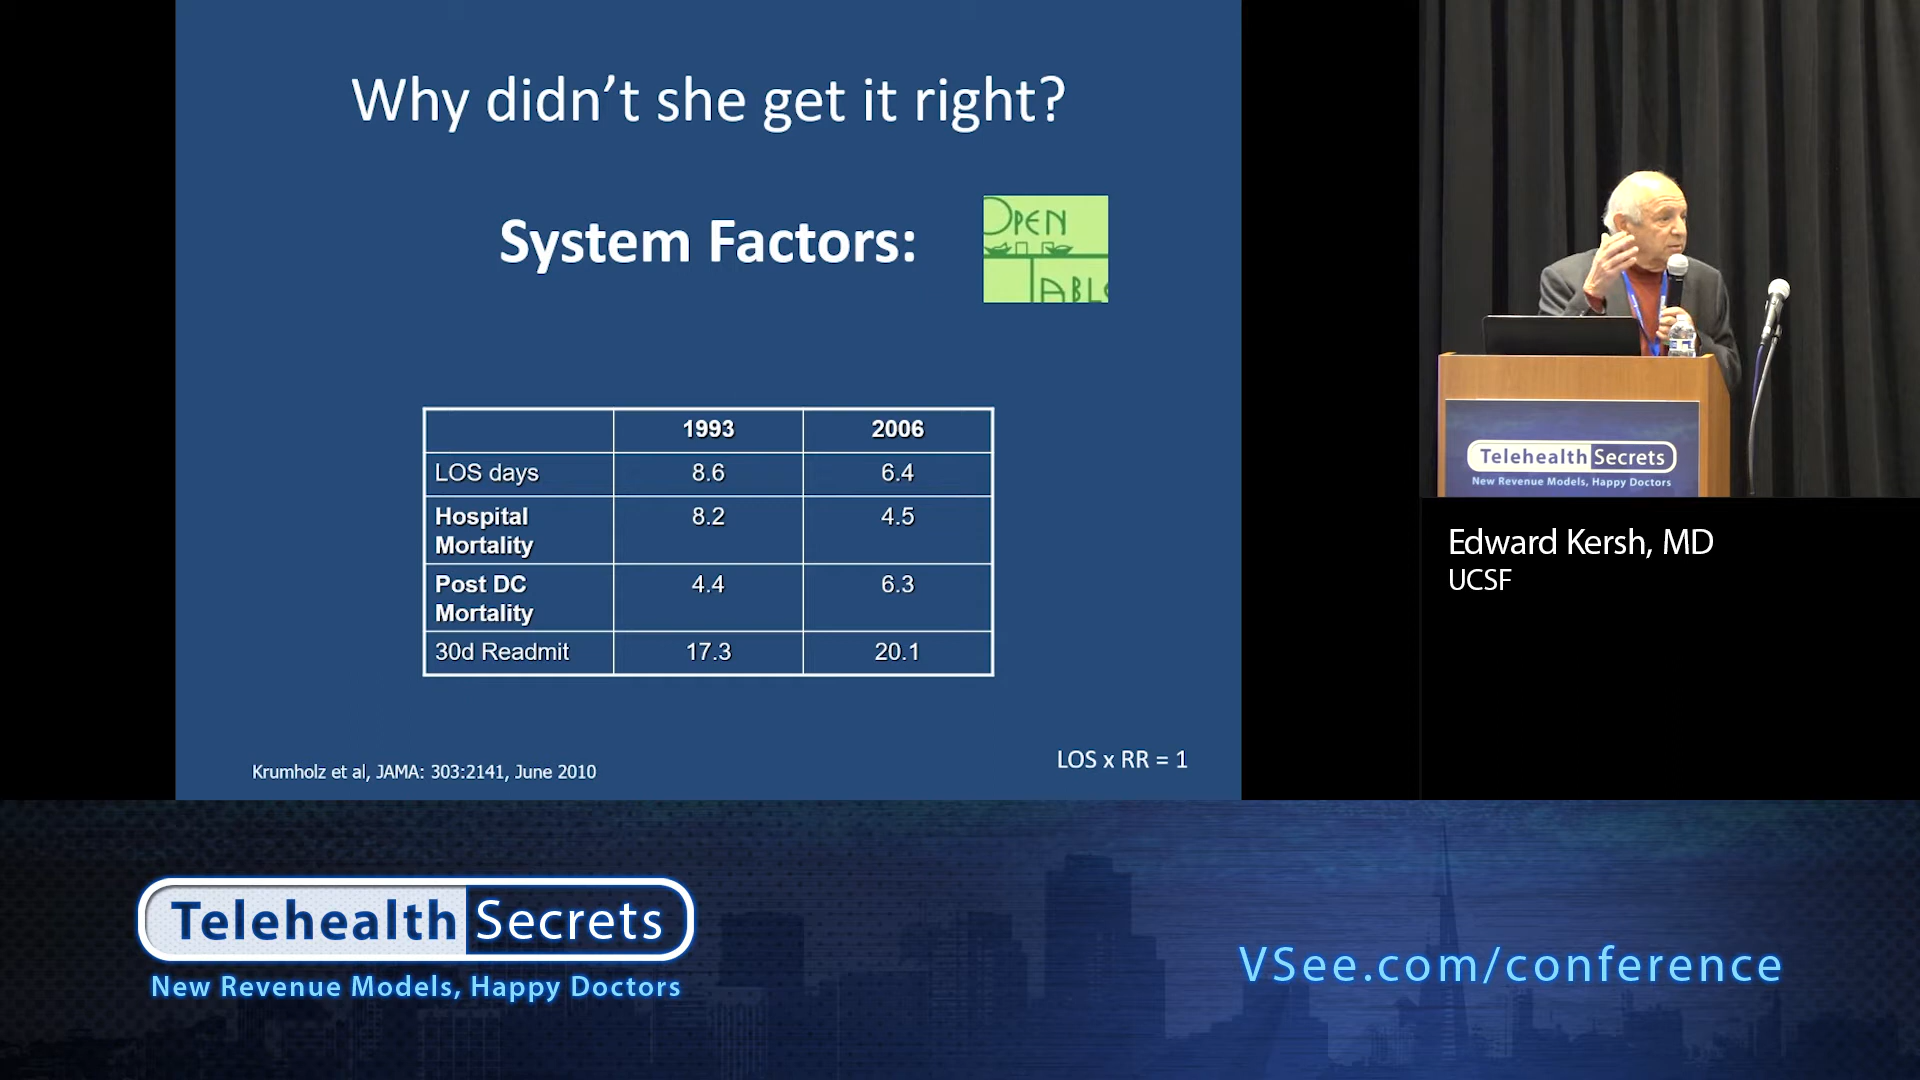 Why didn't she get it right?
System Factors:
OPEN
TABLE
1993 2006
LOS days 8.6 6.4
Hospital Mortality 8.2 4.5
Post DC Mortality 4.4 6.3
30d Readmit 17.3 20.1
Krumholz et al, JAMA: 303:2141, June 2010
LOS x RR = 1
Telehealth Secrets
New Revenue Models, Happy Doctors
Edward Kersh, MD
UCSF
Telehealth Secrets
New Revenue Models, Happy Doctors
VSee.com/conference